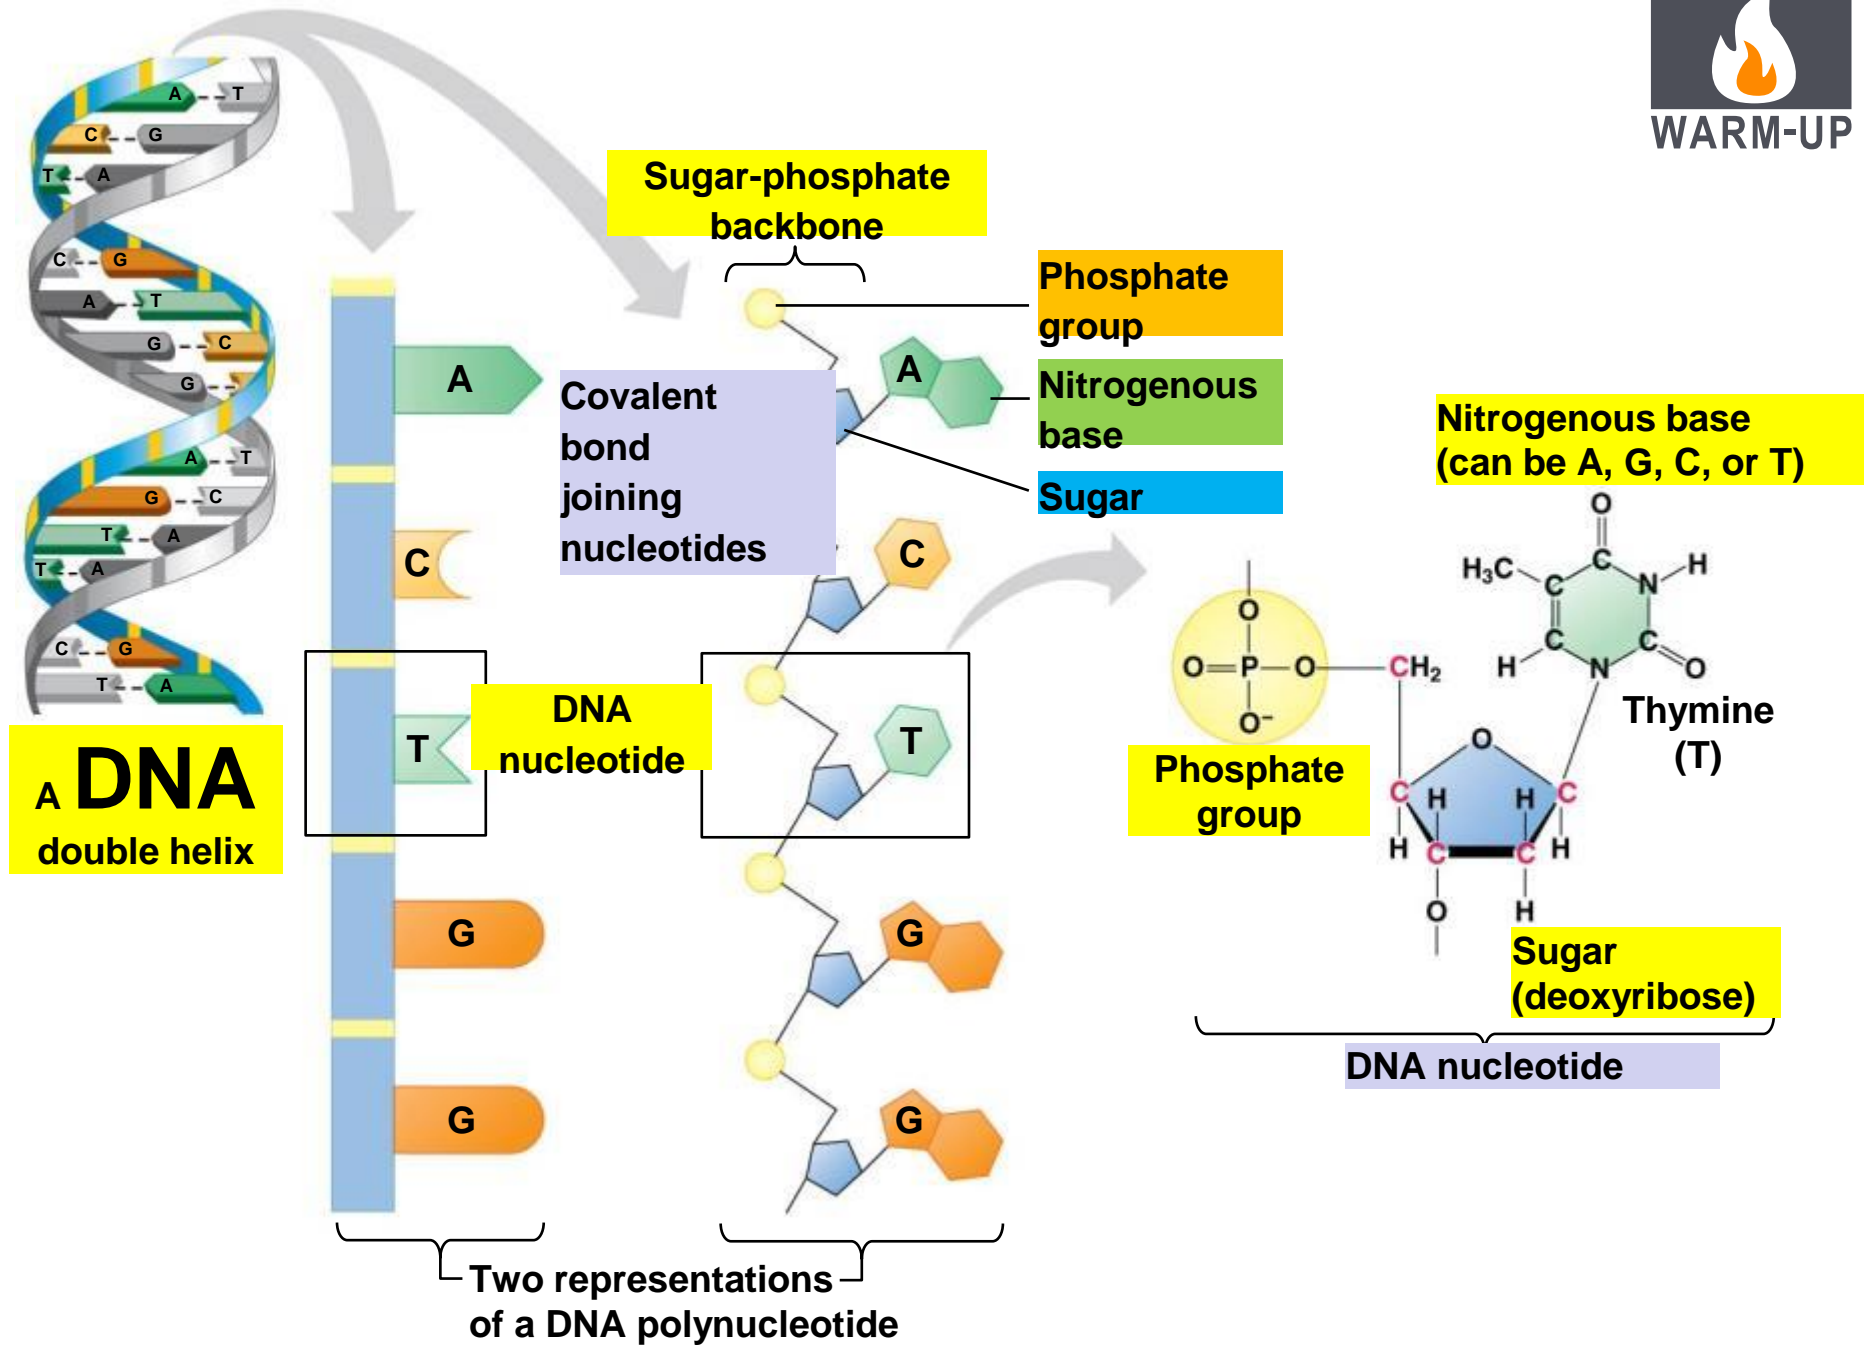 WARM-UP
A -- T
C -- G
T -- A
C -- G
A - T
G -- C
G -
A - T
G -- C
T -- A
T - A
C -- G
T -- A
A DNA
double helix
A
C
T
G
G
Sugar-phosphate
backbone
Covalent
bond
joining
nucleotides
DNA
nucleotide
A
C
T
G
G
Phosphate
group
Nitrogenous
base
Sugar
Two representations
of a DNA polynucleotide
Nitrogenous base
(can be A, G, C, or T)
O
H₃C C C N H
C C
H N O
Thymine
(T)
O
O=P—O—CH₂
O⁻
Phosphate
group
O
C H H C
H C C H
O H
Sugar
(deoxyribose)
DNA nucleotide